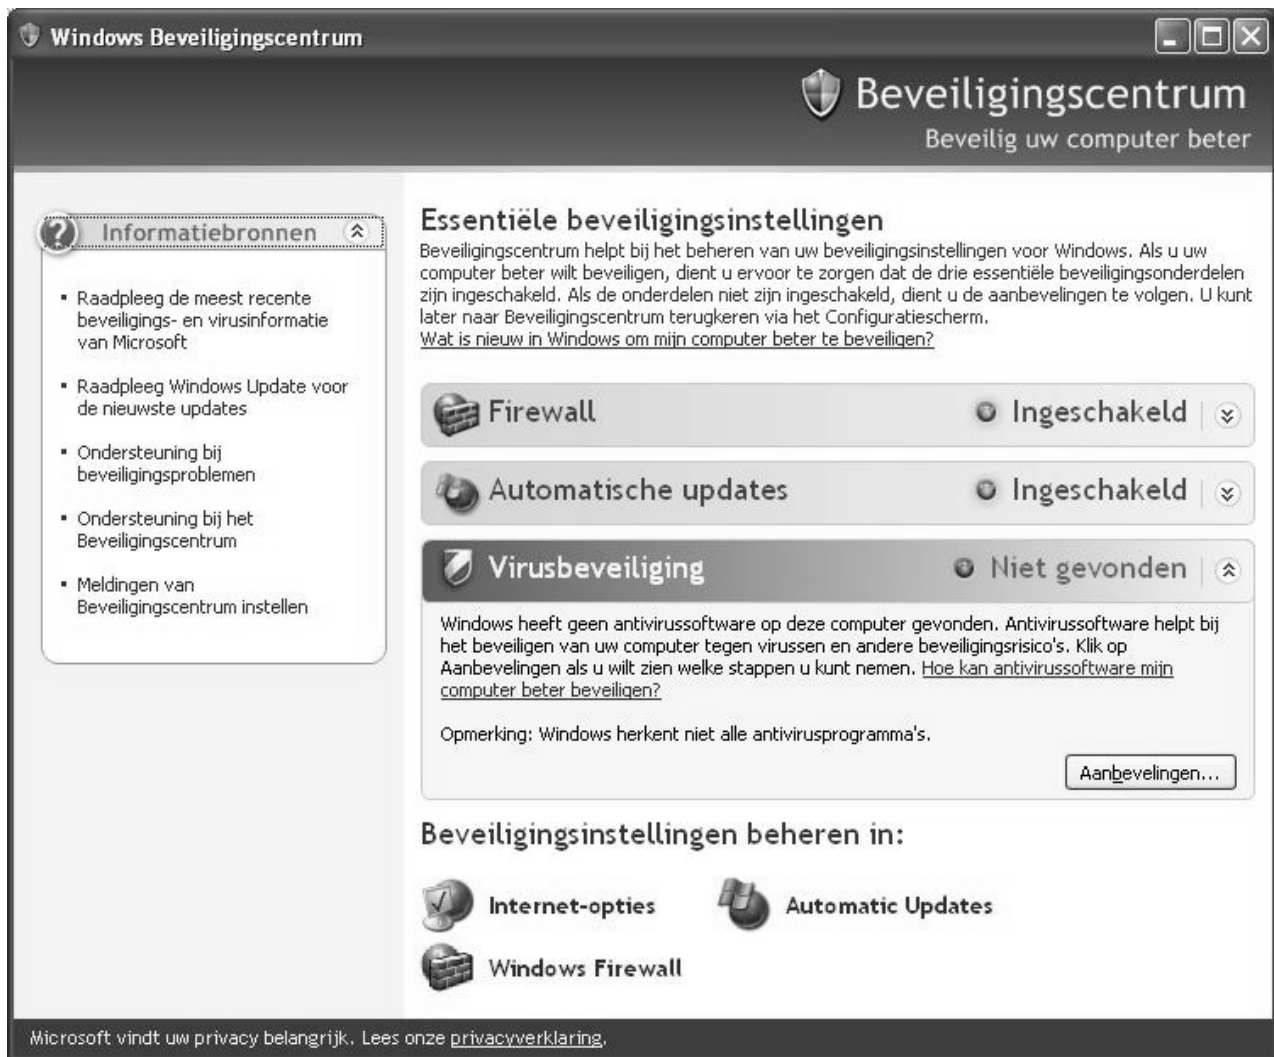 Windows Beveiligingscentrum
Beveiligingscentrum
Beveilig uw computer beter
Informatiebronnen
Raadpleeg de meest recente
beveiligings- en virusinformatie
van Microsoft
Raadpleeg Windows Update voor
de nieuwste updates
Ondersteuning bij
beveiligingsproblemen
Ondersteuning bij het
Beveiligingscentrum
Meldingen van
Beveiligingscentrum instellen
Essentiële beveiligingsinstellingen
Beveiligingscentrum helpt bij het beheren van uw beveiligingsinstellingen voor Windows. Als u uw
computer beter wilt beveiligen, dient u ervoor te zorgen dat de drie essentiële beveiligingsonderdelen
zijn ingeschakeld. Als de onderdelen niet zijn ingeschakeld, dient u de aanbevelingen te volgen. U kunt
later naar Beveiligingscentrum terugkeren via het Configuratiescherm.
Wat is nieuw in Windows om mijn computer beter te beveiligen?
Firewall Ingeschakeld
Automatische updates Ingeschakeld
Virusbeveiliging Niet gevonden
Windows heeft geen antivirussoftware op deze computer gevonden. Antivirussoftware helpt bij
het beveiligen van uw computer tegen virussen en andere beveiligingsrisico's. Klik op
Aanbevelingen als u wilt zien welke stappen u kunt nemen. Hoe kan antivirussoftware mijn
computer beter beveiligen?
Opmerking: Windows herkent niet alle antivirusprogramma's.
Aanbevelingen...
Beveiligingsinstellingen beheren in:
Internet-opties Automatic Updates
Windows Firewall
Microsoft vindt uw privacy belangrijk. Lees onze privacyverklaring.